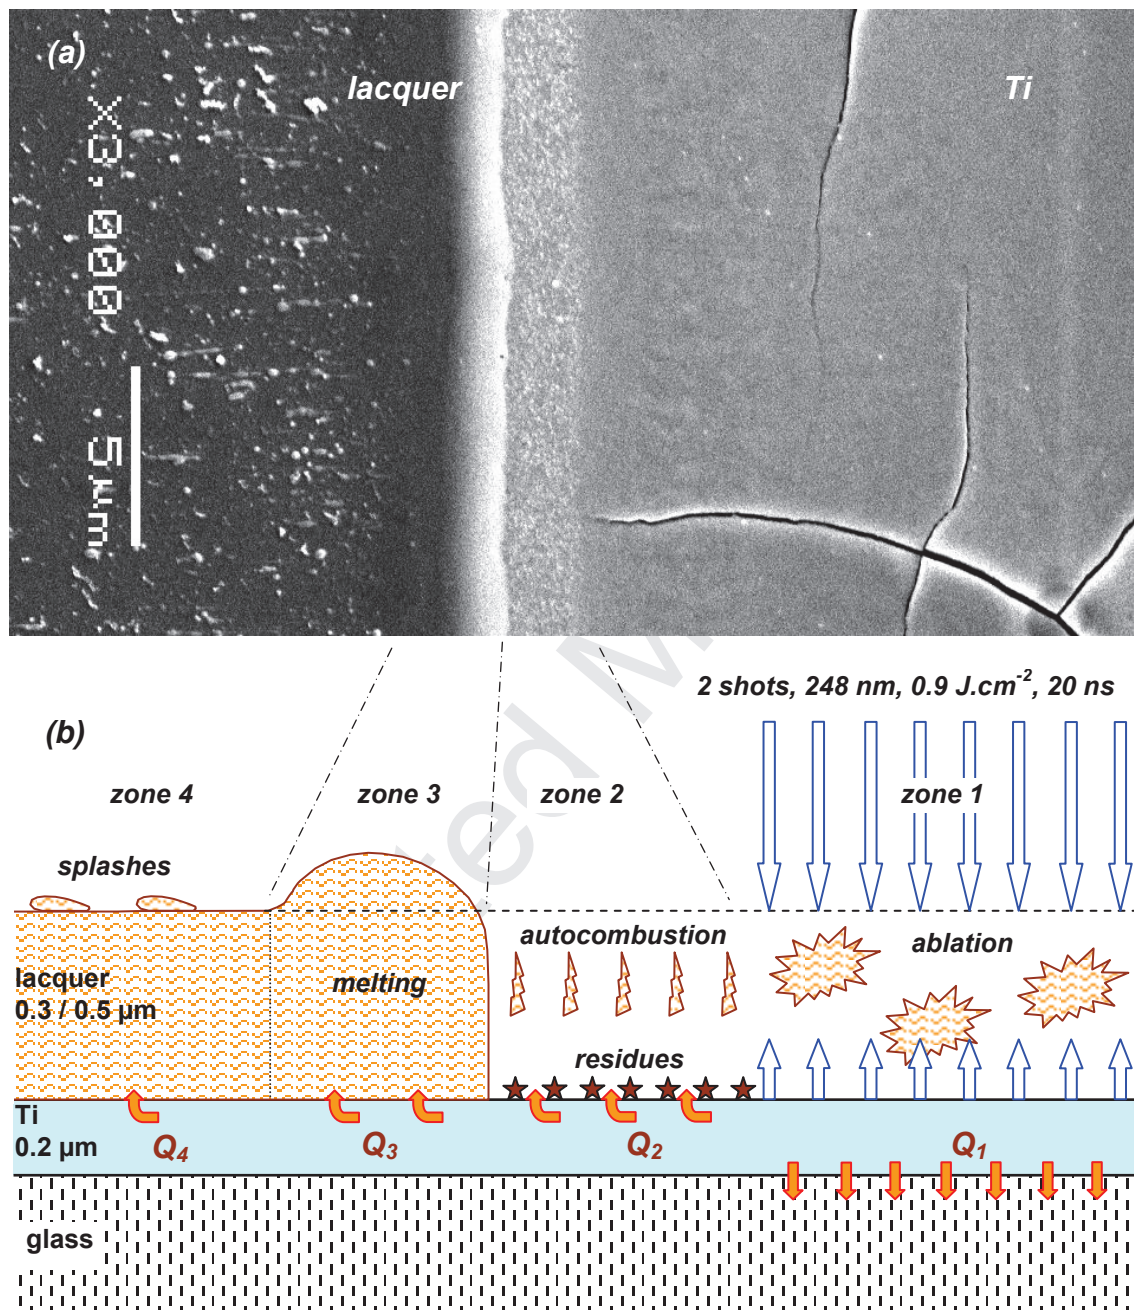 (a)
lacquer
Ti
X3,000
5µm
2 shots, 248 nm, 0.9 J.cm⁻², 20 ns
(b)
zone 4
zone 3
zone 2
zone 1
splashes
autocombustion
ablation
lacquer
0.3 / 0.5 µm
melting
residues
Ti
0.2 µm
Q₄
Q₃
Q₂
Q₁
glass